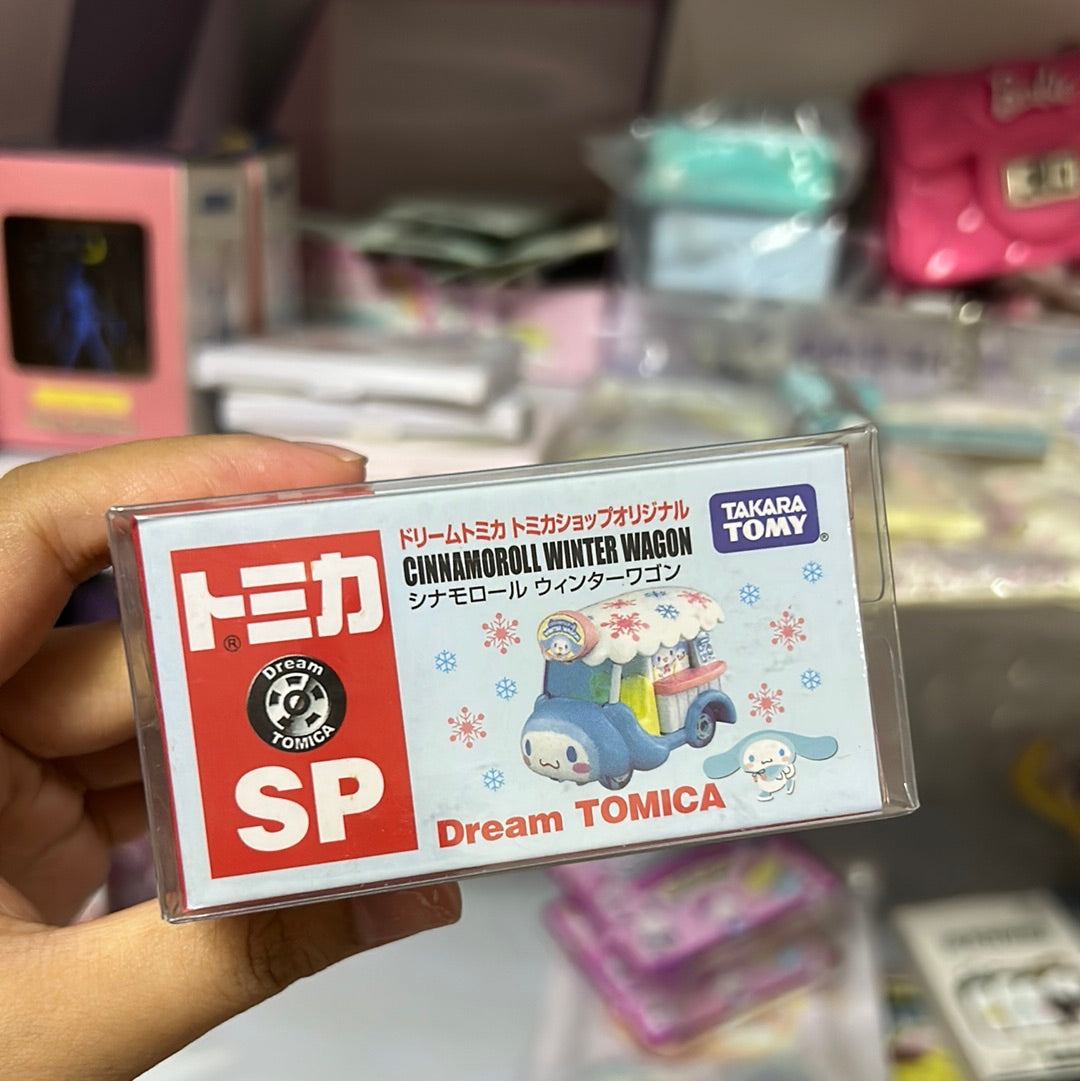 Barbie
ドリームトミカ トミカショップオリジナル
CINNAMOROLL WINTER WAGON
シナモロール ウィンターワゴン
TAKARA
TOMY®
トミカ®
Dream
TOMICA
SP
Dream TOMICA